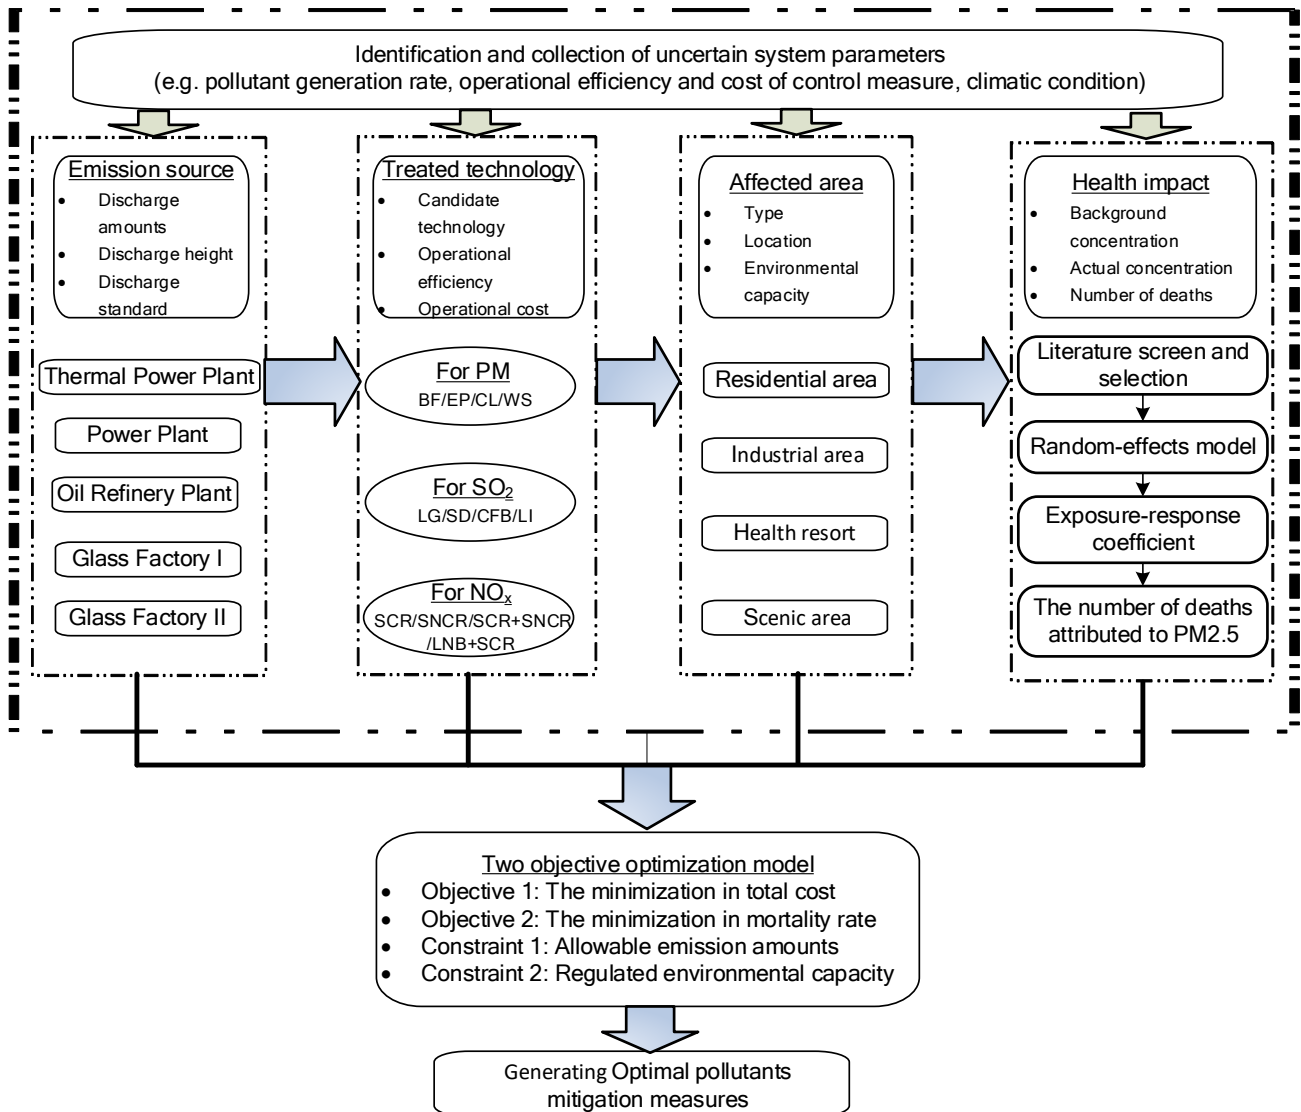 Identification and collection of uncertain system parameters
(e.g. pollutant generation rate, operational efficiency and cost of control measure, climatic condition)
Emission source
• Discharge
amounts
• Discharge height
• Discharge
standard
Thermal Power Plant
Power Plant
Oil Refinery Plant
Glass Factory I
Glass Factory II
Treated technology
• Candidate
technology
• Operational
efficiency
• Operational cost
For PM
BF/EP/CL/WS
For SO₂
LG/SD/CFB/LI
For NOₓ
SCR/SNCR/SCR+SNCR
/LNB+SCR
Affected area
• Type
• Location
• Environmental
capacity
Residential area
Industrial area
Health resort
Scenic area
Health impact
• Background
concentration
• Actual concentration
• Number of deaths
Literature screen and
selection
Random-effects model
Exposure-response
coefficient
The number of deaths
attributed to PM2.5
Two objective optimization model
• Objective 1: The minimization in total cost
• Objective 2: The minimization in mortality rate
• Constraint 1: Allowable emission amounts
• Constraint 2: Regulated environmental capacity
Generating Optimal pollutants
mitigation measures